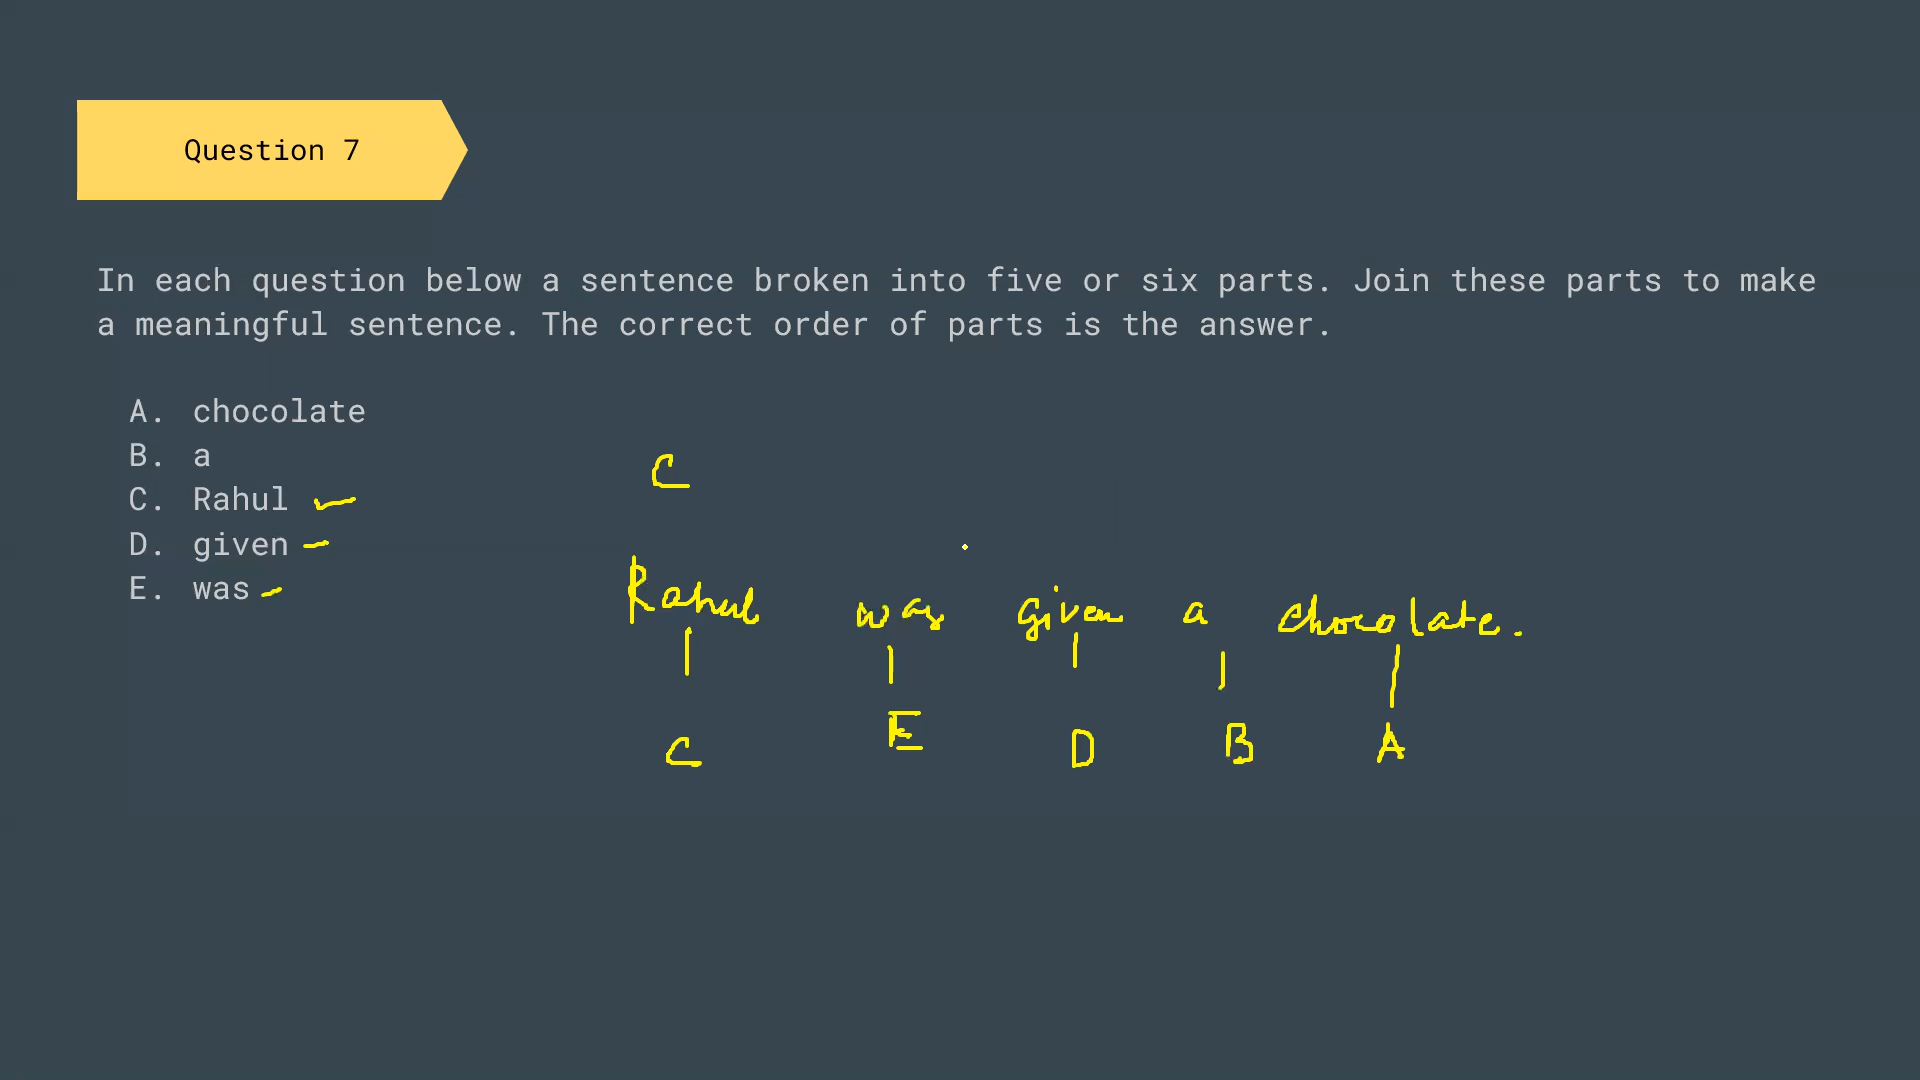 Question 7
In each question below a sentence broken into five or six parts. Join these parts to make
a meaningful sentence. The correct order of parts is the answer.
A. chocolate
B. a
C. Rahul
D. given
E. was
C
Rahul was given a chocolate.
C E D B A